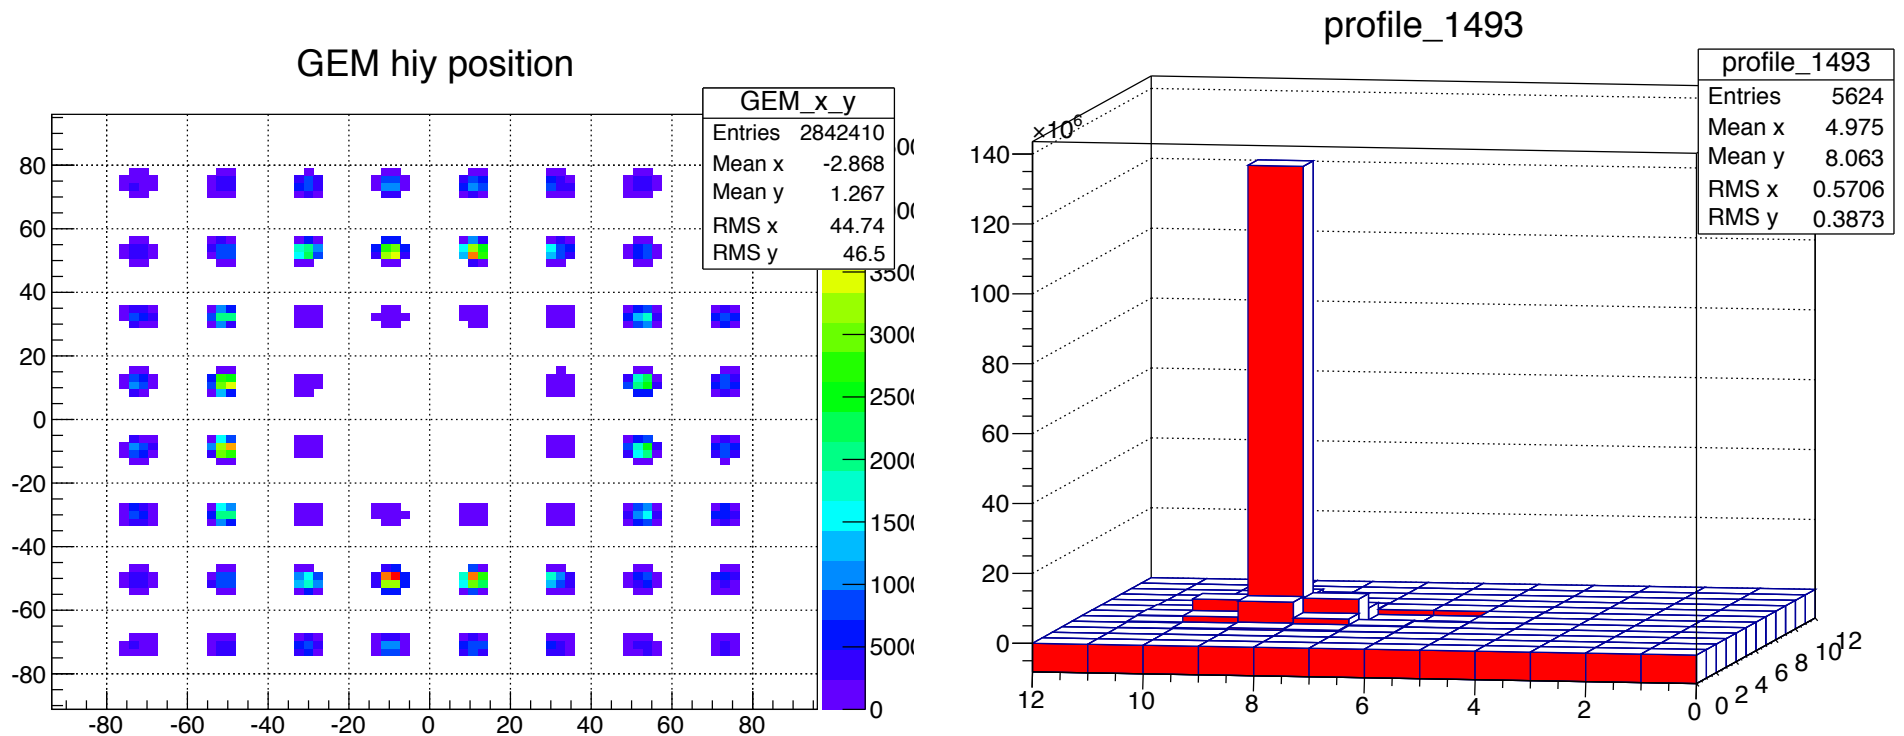 GEM hiy position
GEM_x_y
Entries 2842410
Mean x -2.868
Mean y 1.267
RMS x 44.74
RMS y 46.5
80
60
40
20
0
-20
-40
-60
-80
-80 -60 -40 -20 0 20 40 60 80
3500
3000
2500
2000
1500
1000
5000
0
profile_1493
profile_1493
Entries 5624
Mean x 4.975
Mean y 8.063
RMS x 0.5706
RMS y 0.3873
×10⁶
140
120
100
80
60
40
20
0
12 10 8 6 4 2 0
0 2 4 6 8 10 12